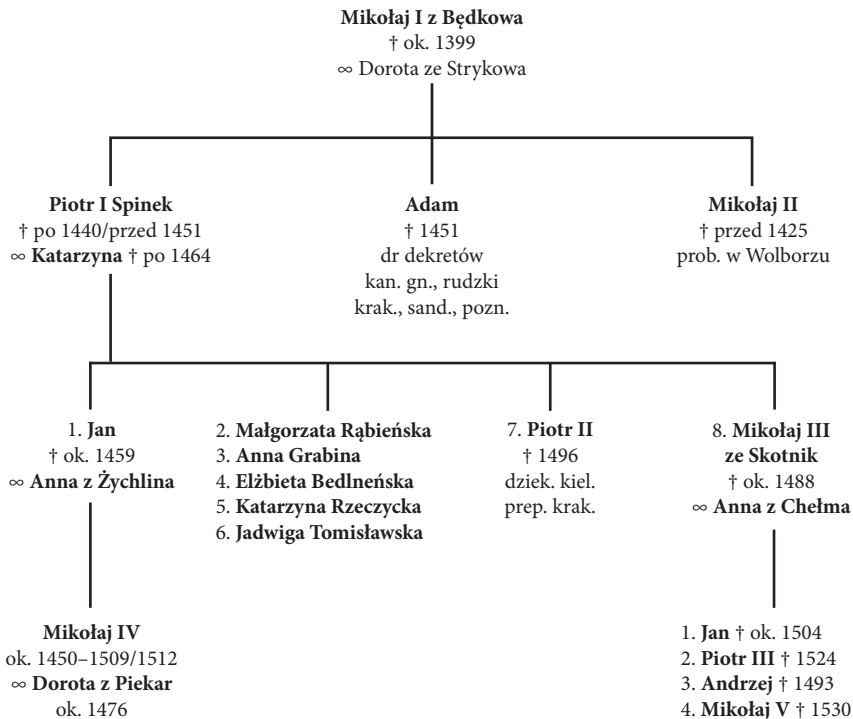 Mikołaj I z Będkowa
† ok. 1399
∞ Dorota ze Strykowa
Piotr I Spinek
† po 1440/przed 1451
∞ Katarzyna † po 1464
Adam
† 1451
dr dekretów
kan. gn., rudzki
krak., sand., pozn.
Mikołaj II
† przed 1425
prob. w Wolborzu
1. Jan
† ok. 1459
∞ Anna z Żychlina
2. Małgorzata Rąbieńska
3. Anna Grabina
4. Elżbieta Bedlneńska
5. Katarzyna Rzeczycka
6. Jadwiga Tomisławska
7. Piotr II
† 1496
dziek. kiel.
prep. krak.
8. Mikołaj III
ze Skotnik
† ok. 1488
∞ Anna z Chełma
Mikołaj IV
ok. 1450–1509/1512
∞ Dorota z Piekar
ok. 1476
1. Jan † ok. 1504
2. Piotr III † 1524
3. Andrzej † 1493
4. Mikołaj V † 1530